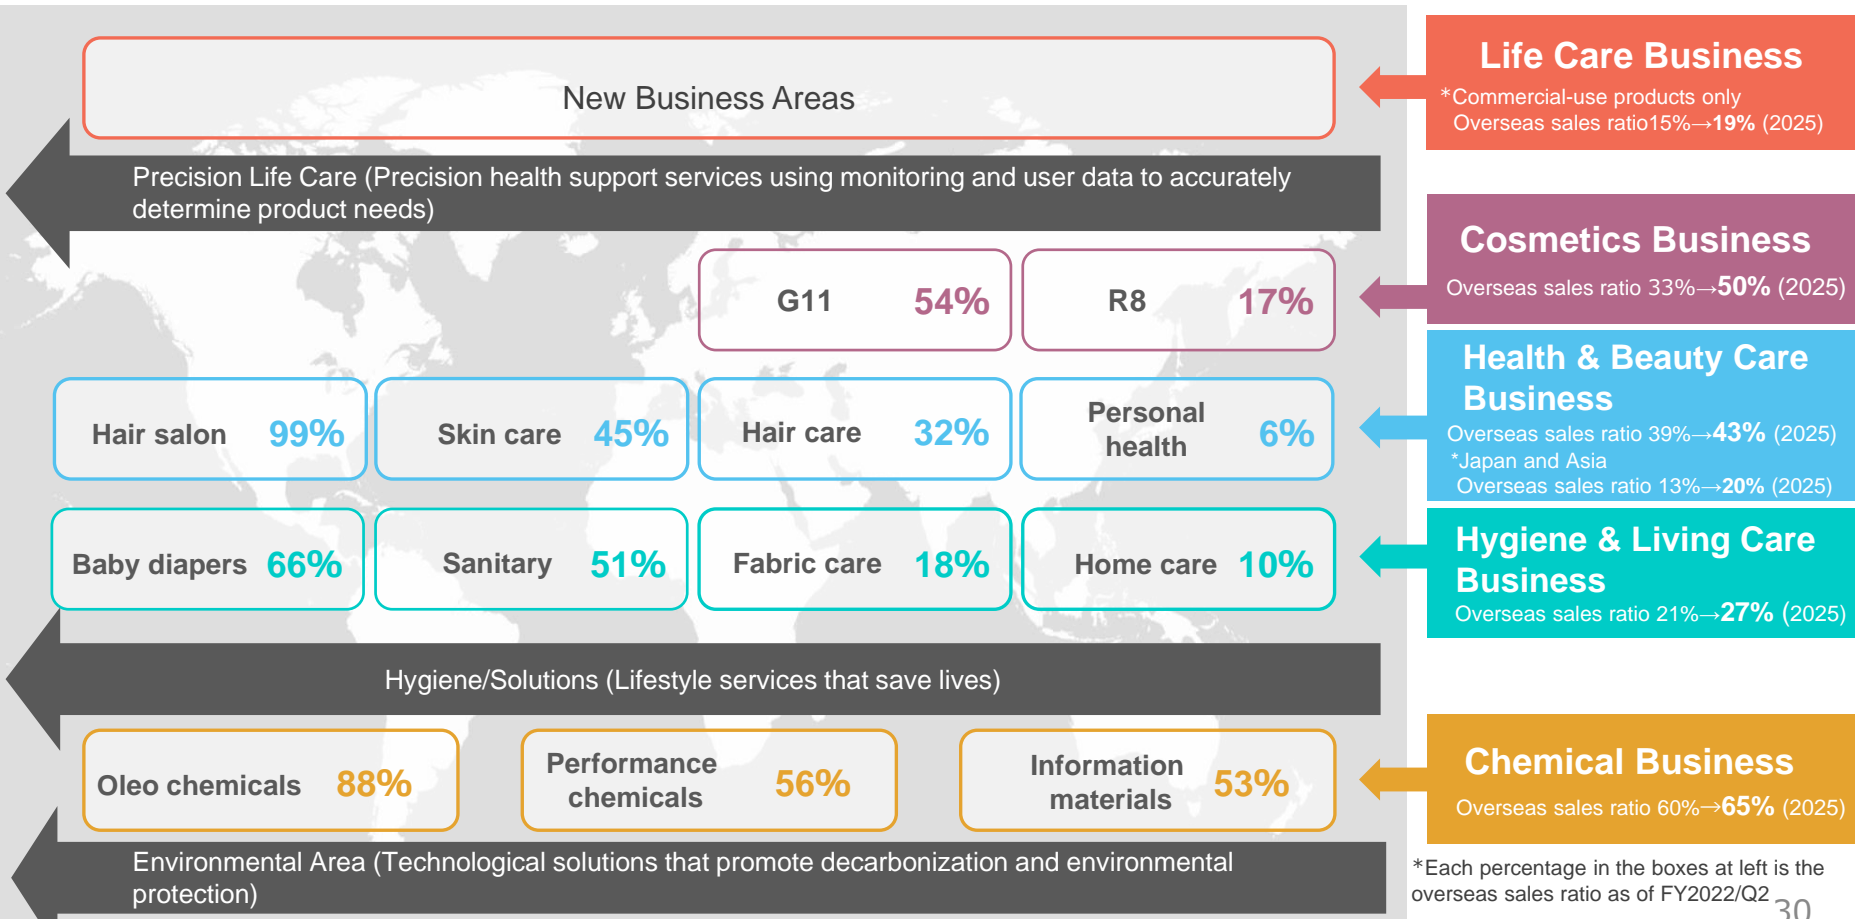 New Business Areas
Life Care Business
*Commercial-use products only
Overseas sales ratio15%→19% (2025)
Precision Life Care (Precision health support services using monitoring and user data to accurately
determine product needs)
G11 54%
R8 17%
Cosmetics Business
Overseas sales ratio 33%→50% (2025)
Hair salon 99%
Skin care 45%
Hair care 32%
Personal
health
6%
Health & Beauty Care
Business
Overseas sales ratio 39%→43% (2025)
*Japan and Asia
Overseas sales ratio 13%→20% (2025)
Baby diapers 66%
Sanitary 51%
Fabric care 18%
Home care 10%
Hygiene & Living Care
Business
Overseas sales ratio 21%→27% (2025)
Hygiene/Solutions (Lifestyle services that save lives)
Oleo chemicals 88%
Performance
chemicals
56%
Information
materials
53%
Chemical Business
Overseas sales ratio 60%→65% (2025)
Environmental Area (Technological solutions that promote decarbonization and environmental
protection)
*Each percentage in the boxes at left is the
overseas sales ratio as of FY2022/Q2
30